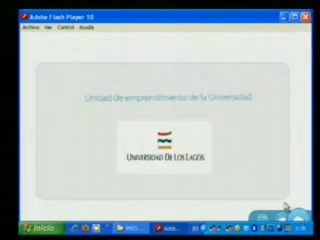 Adobe Flash Player 10
Archivo Ver Control Ayuda
Unidad de emprendimiento de la Universidad
UNIVERSIDAD DE LOS LAGOS
Inicio
ES